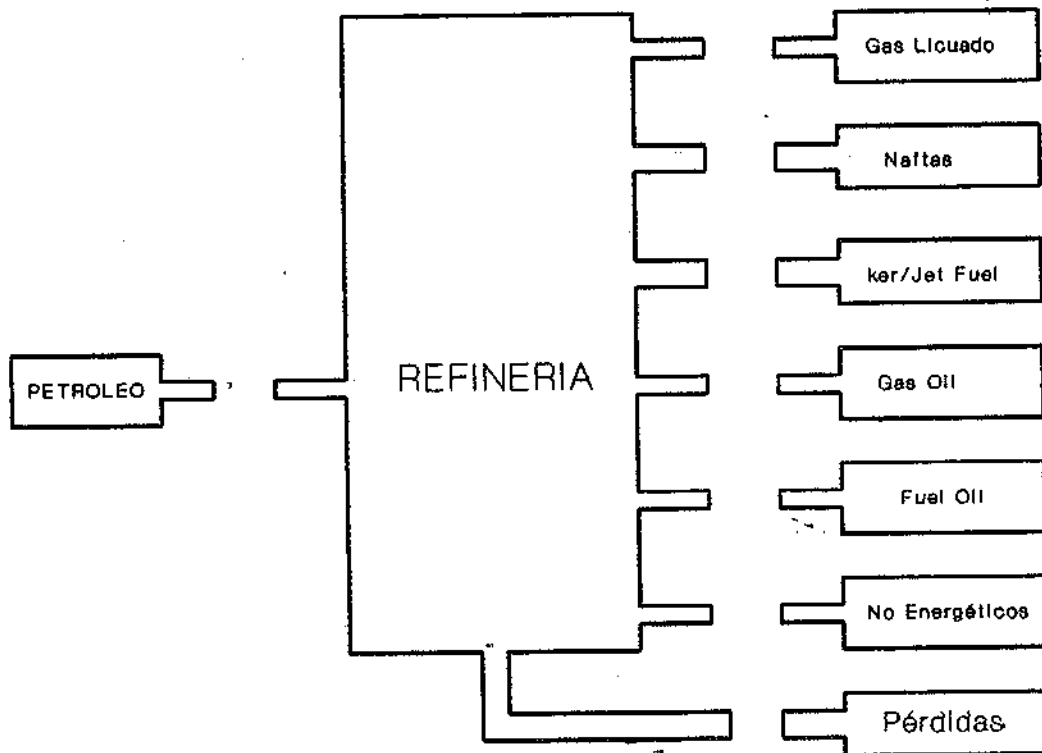 Gas Licuado
Naftas
ker/Jet Fuel
PETROLEO
REFINERIA
Gas Oil
Fuel Oil
No Energéticos
Pérdidas